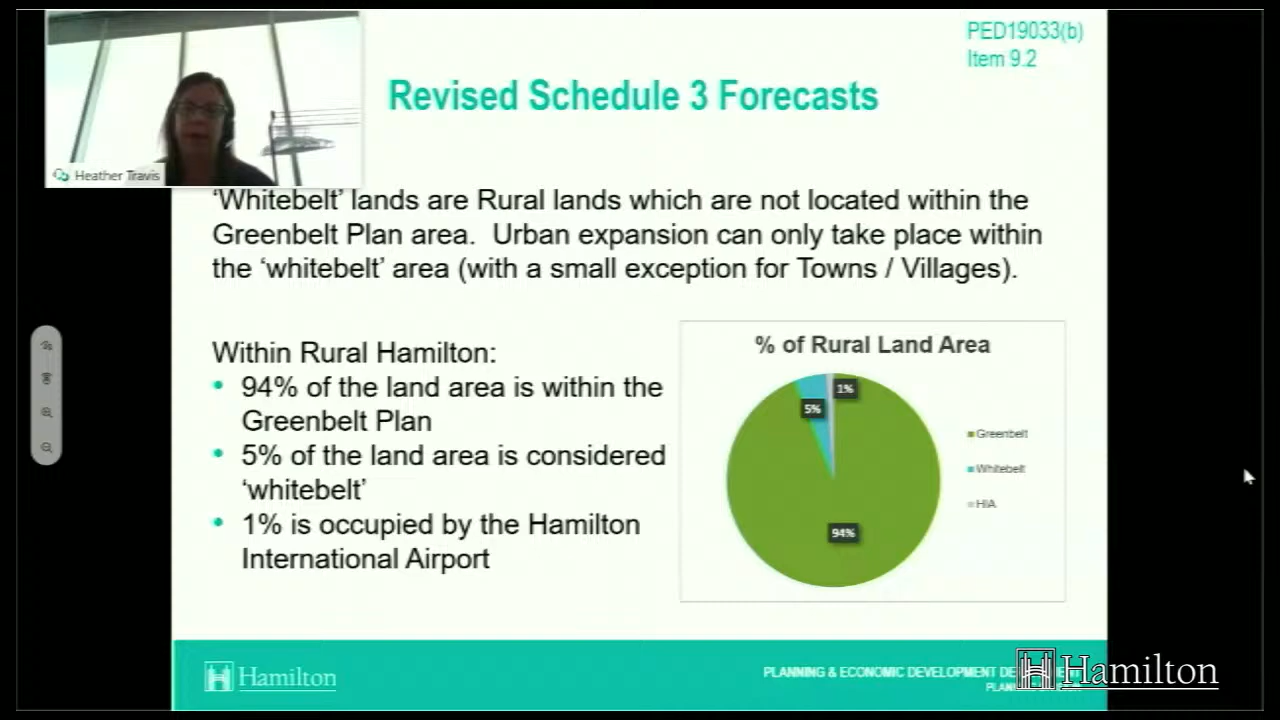 PED19033(b)
Item 9.2
Revised Schedule 3 Forecasts
Heather Travis
‘Whitebelt’ lands are Rural lands which are not located within the
Greenbelt Plan area. Urban expansion can only take place within
the ‘whitebelt’ area (with a small exception for Towns / Villages).
Within Rural Hamilton:
• 94% of the land area is within the
Greenbelt Plan
• 5% of the land area is considered
‘whitebelt’
• 1% is occupied by the Hamilton
International Airport
% of Rural Land Area
1%
5%
94%
Greenbelt
Whitebelt
HIA
Hamilton
PLANNING & ECONOMIC DEVELOPMENT
Hamilton